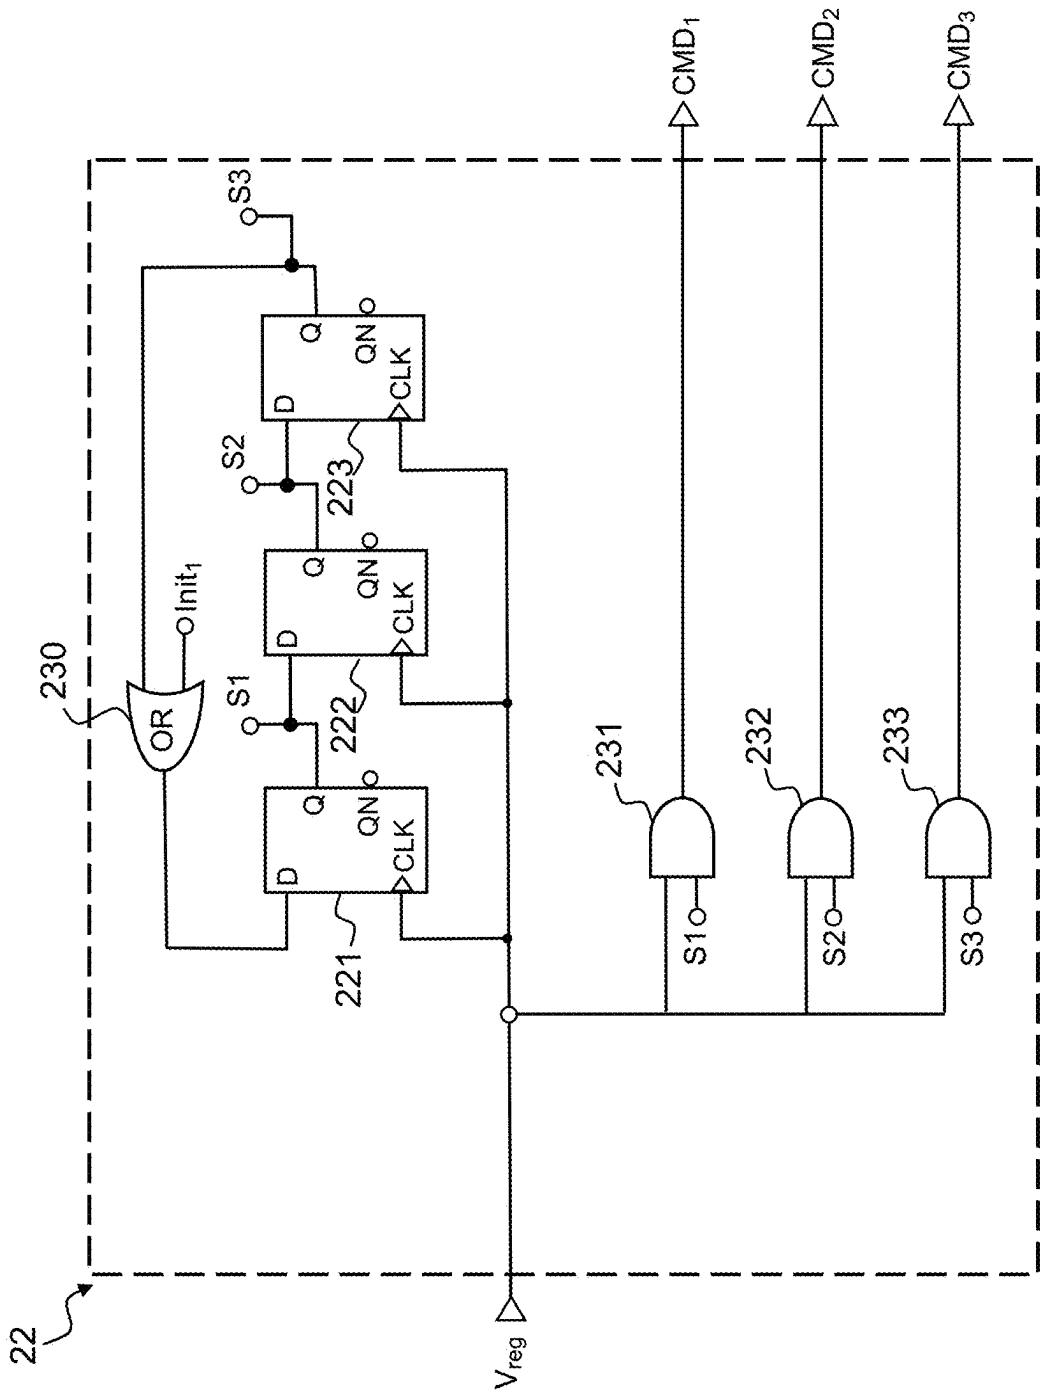 22
230
OR
Init1
S1
S2
S3
D
Q
QN
CLK
221
D
Q
QN
CLK
222
D
Q
QN
CLK
223
Vreg
231
S1
CMD1
232
S2
CMD2
233
S3
CMD3